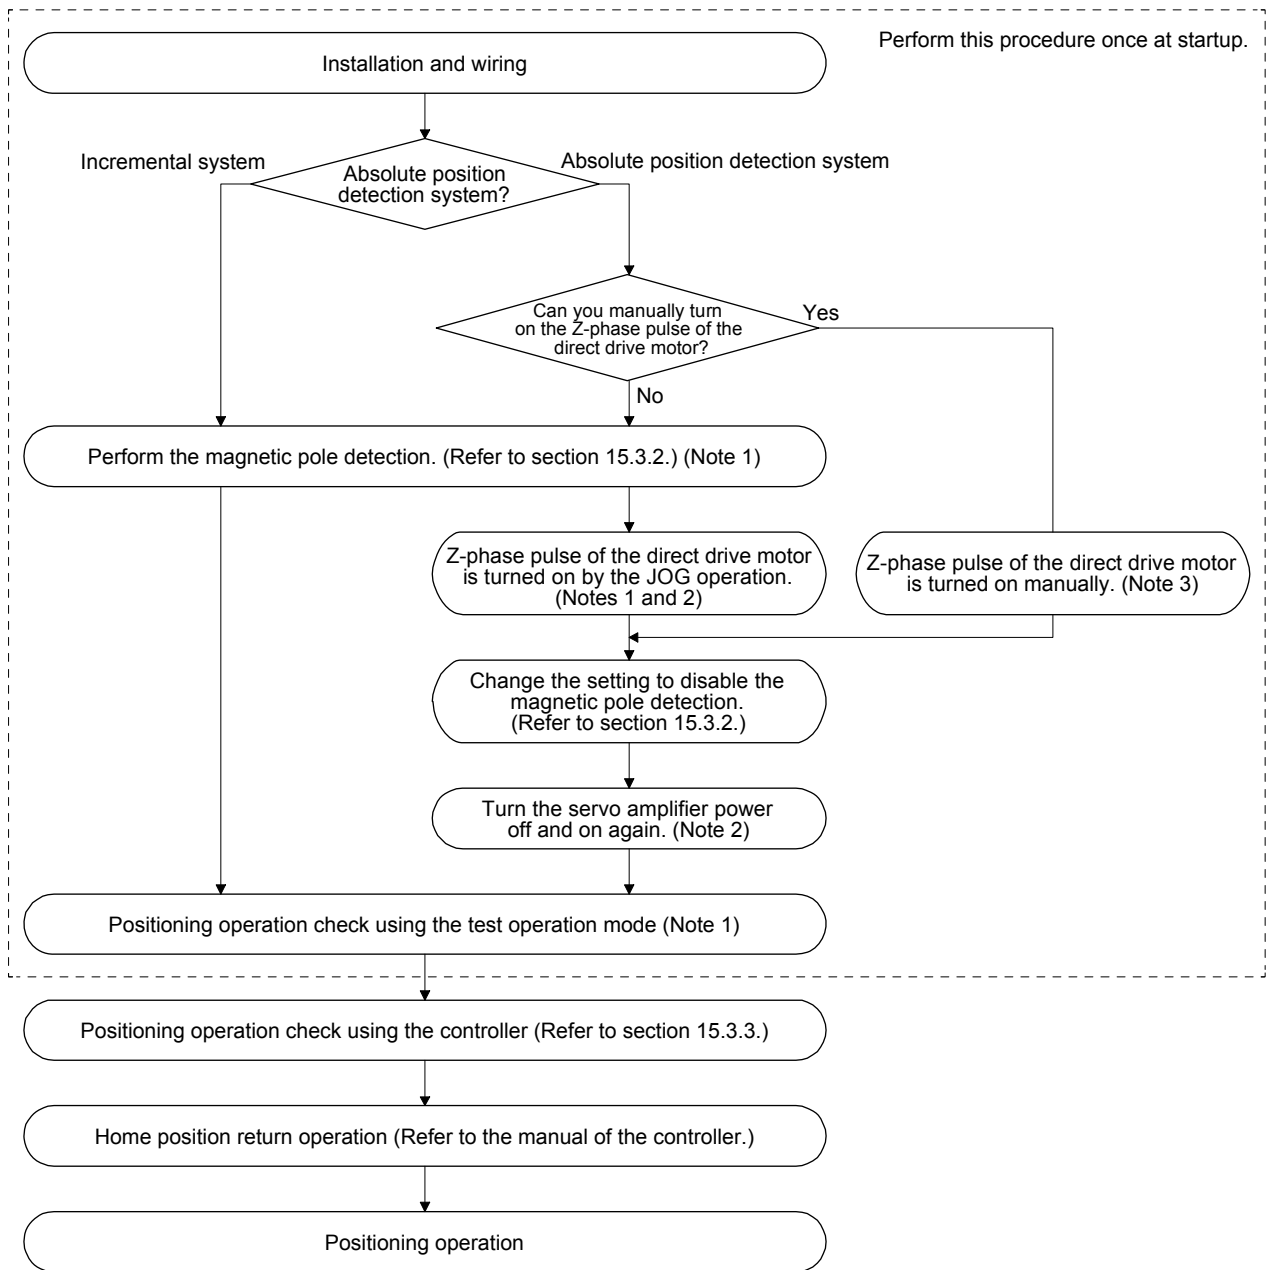 Perform this procedure once at startup.
Installation and wiring
Incremental system
Absolute position detection system
Absolute position
detection system?
Can you manually turn
on the Z-phase pulse of the
direct drive motor?
Yes
No
Perform the magnetic pole detection. (Refer to section 15.3.2.) (Note 1)
Z-phase pulse of the direct drive motor
is turned on by the JOG operation.
(Notes 1 and 2)
Z-phase pulse of the direct drive motor
is turned on manually. (Note 3)
Change the setting to disable the
magnetic pole detection.
(Refer to section 15.3.2.)
Turn the servo amplifier power
off and on again. (Note 2)
Positioning operation check using the test operation mode (Note 1)
Positioning operation check using the controller (Refer to section 15.3.3.)
Home position return operation (Refer to the manual of the controller.)
Positioning operation